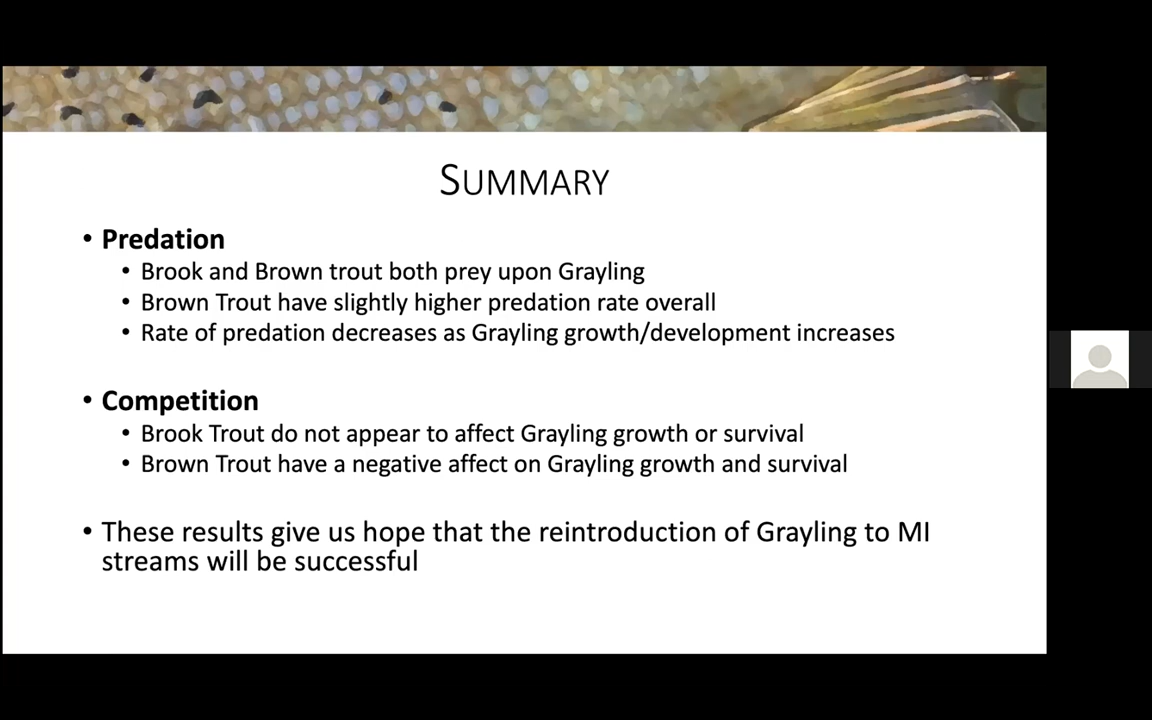 SUMMARY
• Predation
• Brook and Brown trout both prey upon Grayling
• Brown Trout have slightly higher predation rate overall
• Rate of predation decreases as Grayling growth/development increases
• Competition
• Brook Trout do not appear to affect Grayling growth or survival
• Brown Trout have a negative affect on Grayling growth and survival
• These results give us hope that the reintroduction of Grayling to MI
streams will be successful